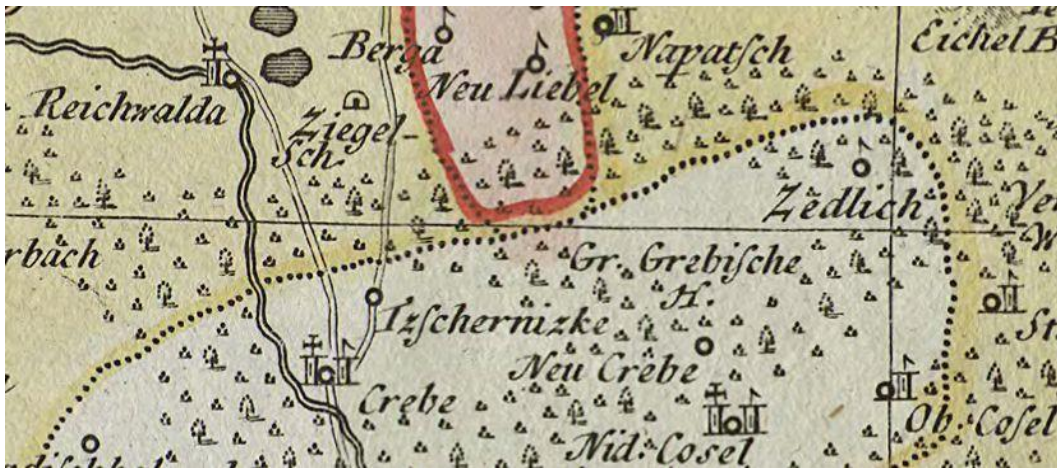 Berga
Napatſch
Eichel
Neu Liebel
Reichwalda
Ziegel-
ſch.
Zedlich
rbach
Gr. Grebiſche
H.
Tzſchernizke
Neu Crebe
Crebe
Ob. Coſel
Nid. Coſel